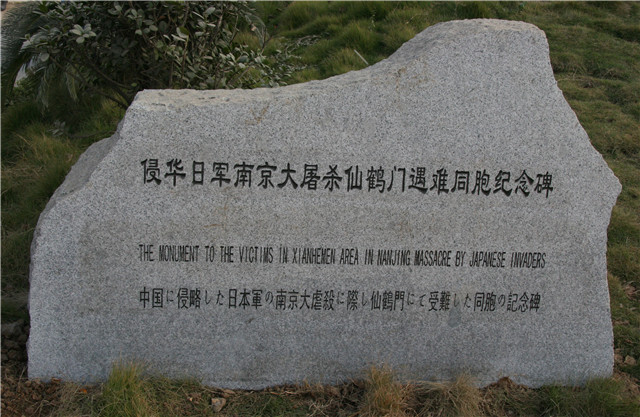 侵华日军南京大屠杀仙鹤门遇难同胞纪念碑
THE MONUMENT TO THE VICTIMS IN XIANHEMEN AREA IN NANJING MASSACRE BY JAPANESE INVADERS
中国に侵略した日本軍の南京大虐殺に際し仙鶴門にて受難した同胞の記念碑